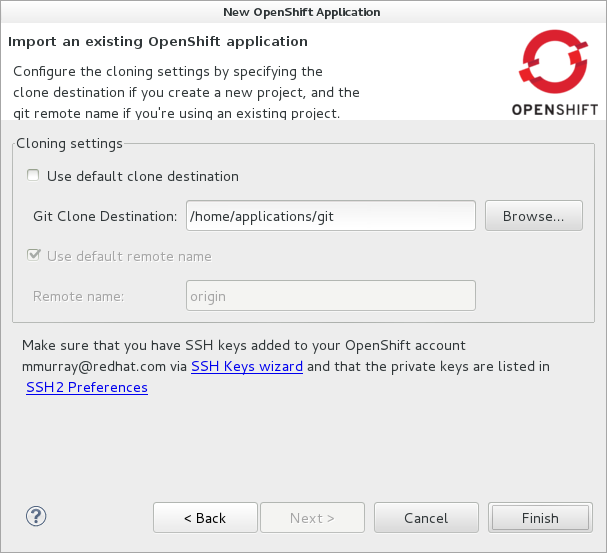 New OpenShift Application
Import an existing OpenShift application
Configure the cloning settings by specifying the
clone destination if you create a new project, and the
git remote name if you're using an existing project.
OPENSHIFT
Cloning settings
Use default clone destination
Git Clone Destination: /home/applications/git Browse...
Use default remote name
Remote name: origin
Make sure that you have SSH keys added to your OpenShift account
mmurray@redhat.com via SSH Keys wizard and that the private keys are listed in
SSH2 Preferences
? < Back Next > Cancel Finish